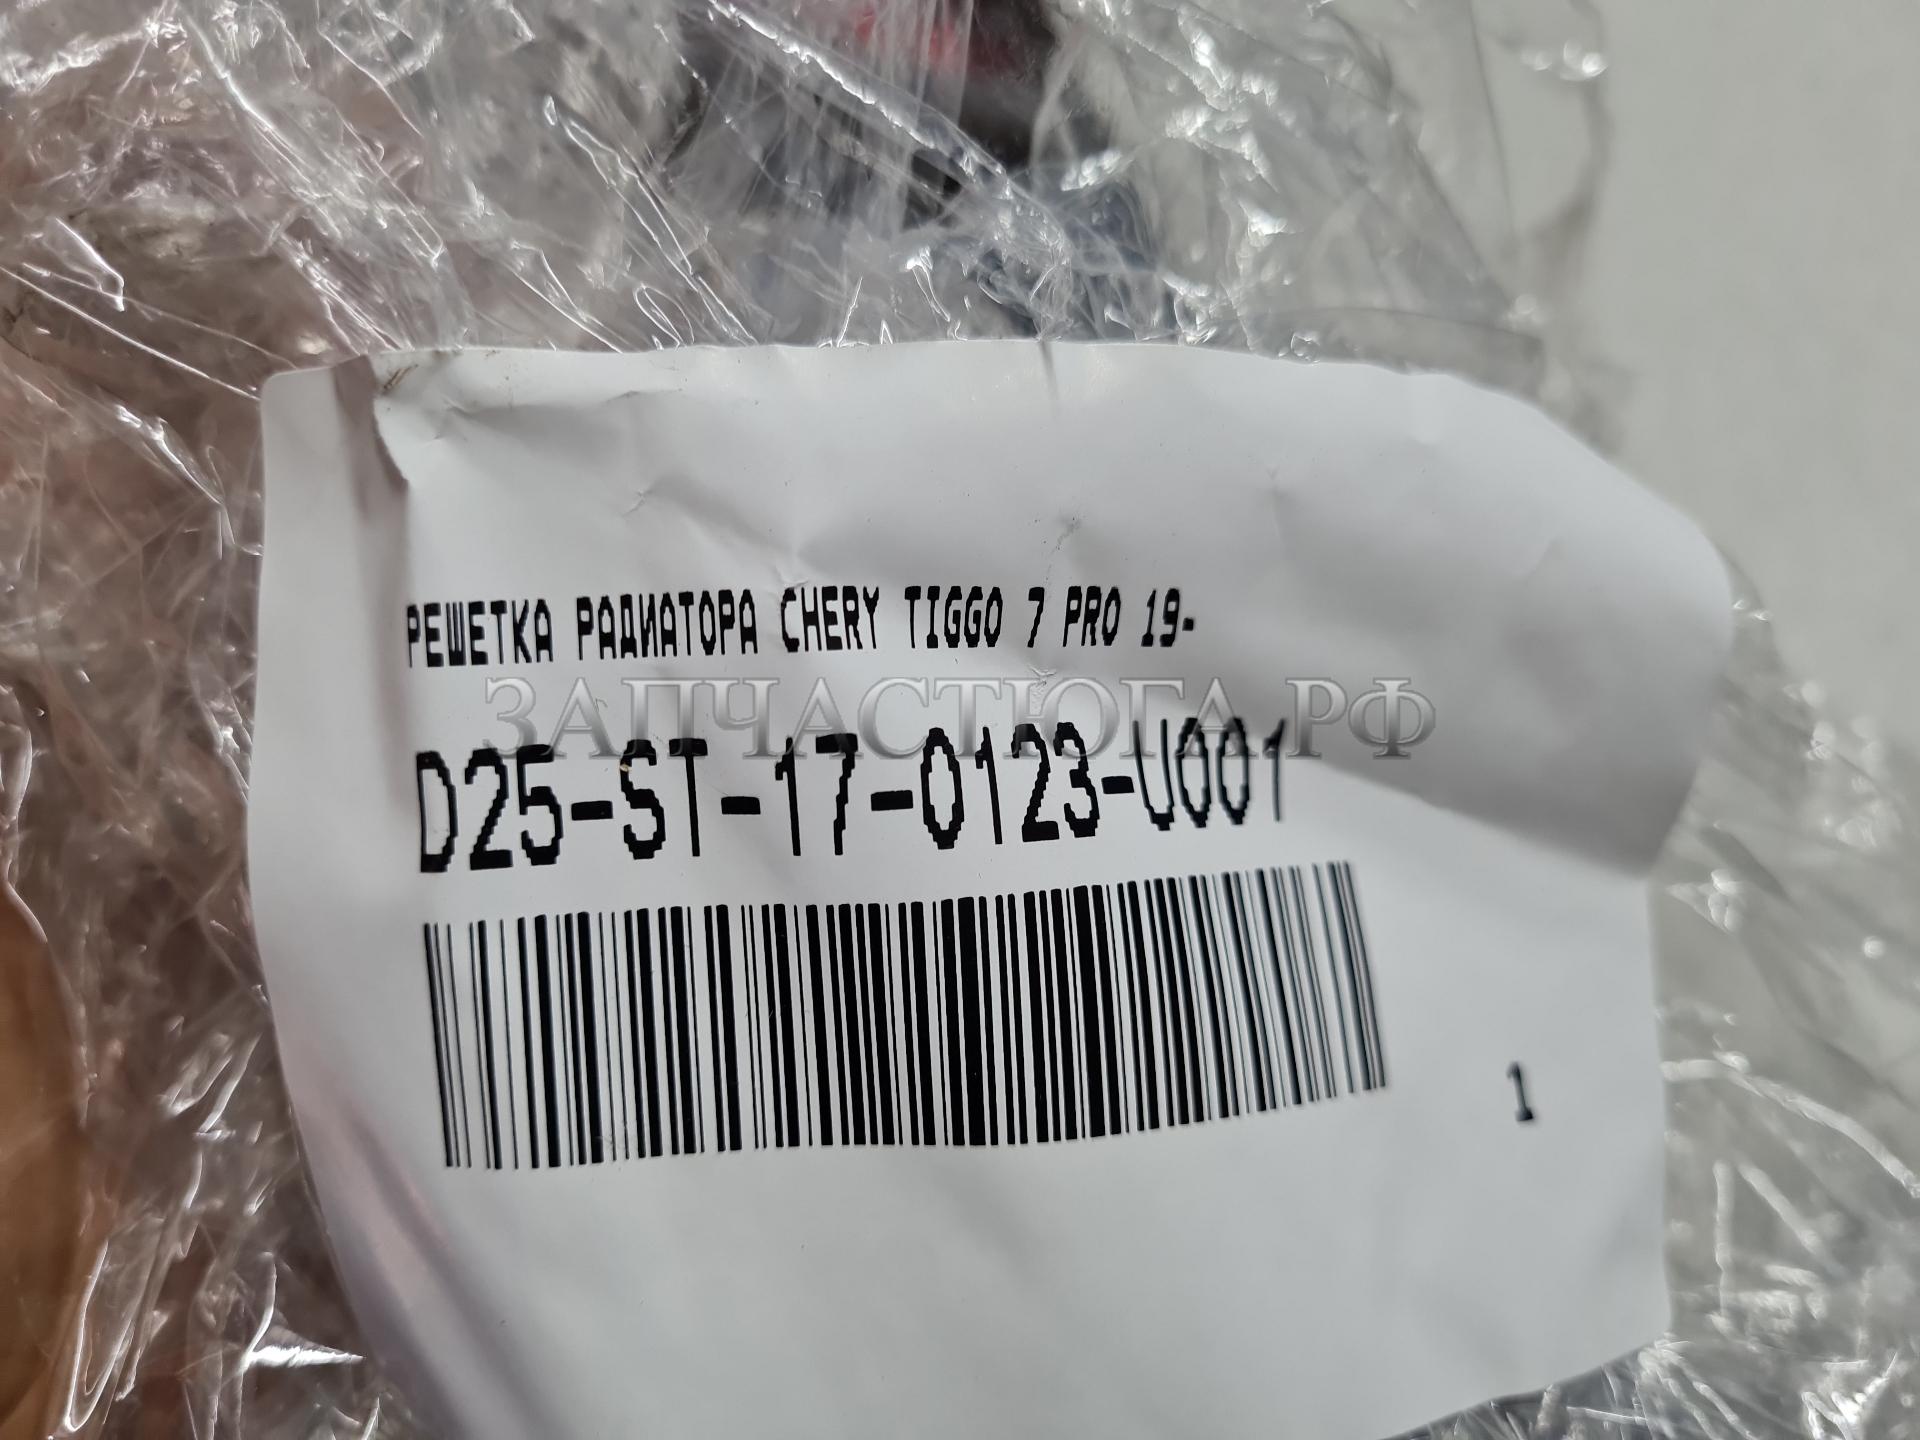 РЕШЕТКА РАДИАТОРА CHERY TIGGO 7 PRO 19-
ЗАПЧАСТЮГА.РФ
D25-ST-17-0123-U001
1